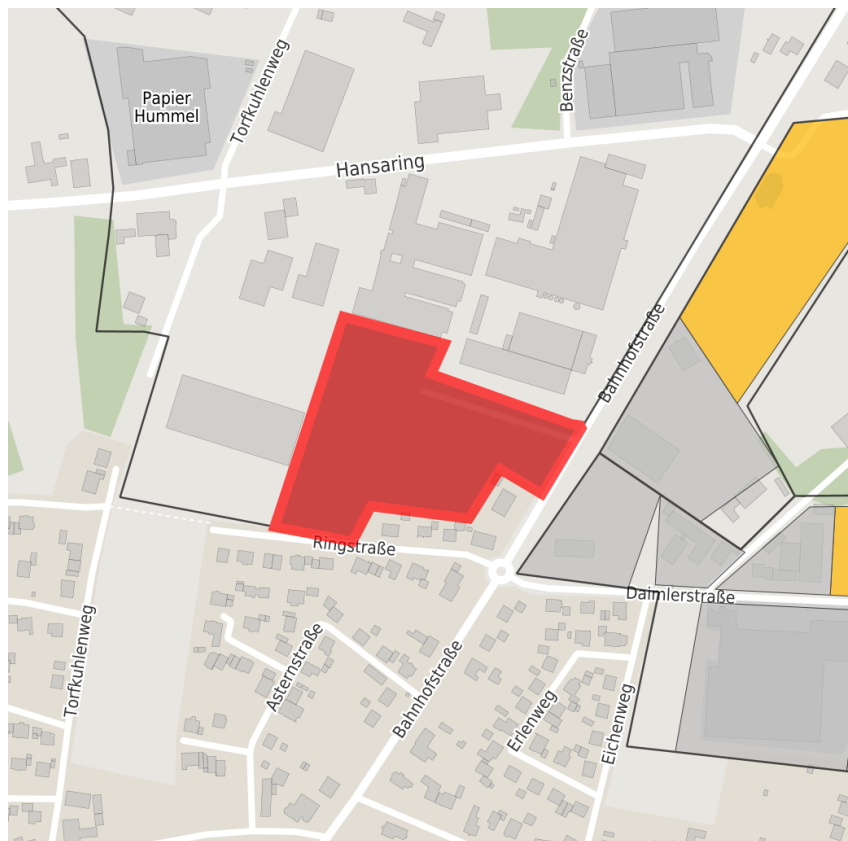 Torfkuhlenweg
Benzstraße
Papier
Hummel
Hansaring
Bahnhofstraße
Ringstraße
Daimlerstraße
Torfkuhlenweg
Asternstraße
Bahnhofstraße
Erlenweg
Eichenweg